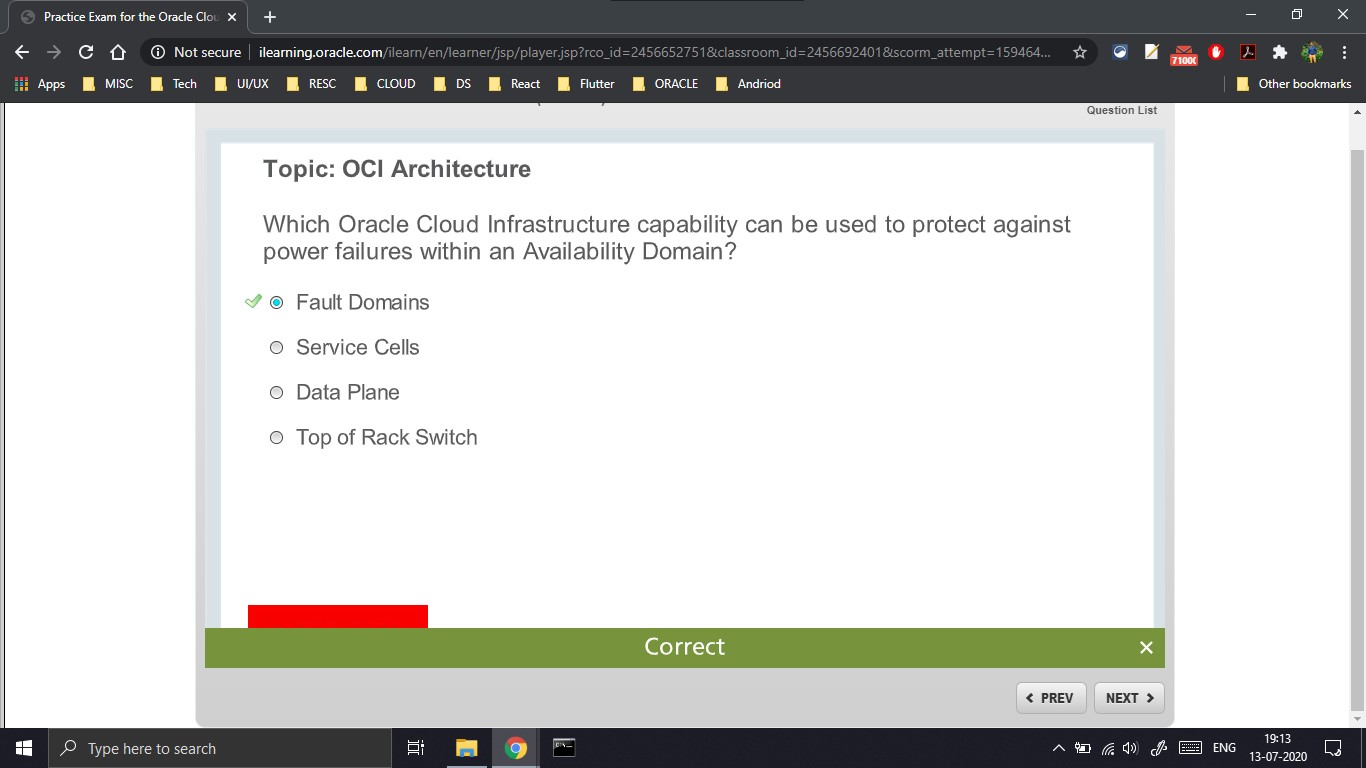 Practice Exam for the Oracle Clou
Not secure
ilearning.oracle.com/ilearn/en/learner/jsp/player.jsp?rco_id=2456652751&classroom_id=2456692401&scorm_attempt=159464...
7100
Apps MISC Tech UI/UX RESC CLOUD DS React Flutter ORACLE Andriod Other bookmarks
Question List
Topic: OCI Architecture
Which Oracle Cloud Infrastructure capability can be used to protect against
power failures within an Availability Domain?
Fault Domains
Service Cells
Data Plane
Top of Rack Switch
Correct
PREV NEXT
Type here to search
ENG
19:13
13-07-2020